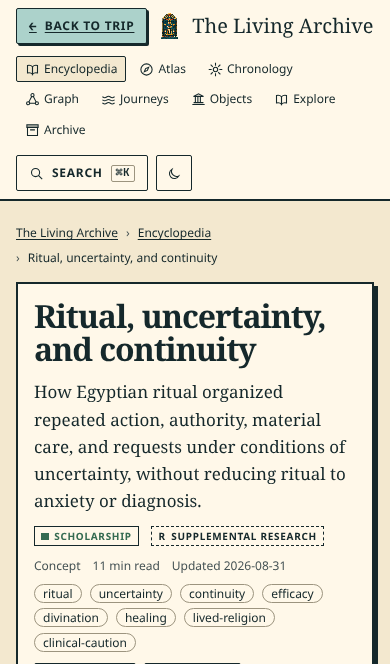 ← BACK TO TRIP
The Living Archive
Encyclopedia Atlas Chronology
Graph Journeys Objects Explore
Archive
SEARCH ⌘K
The Living Archive › Encyclopedia
› Ritual, uncertainty, and continuity
Ritual, uncertainty,
and continuity
How Egyptian ritual organized
repeated action, authority, material
care, and requests under conditions of
uncertainty, without reducing ritual to
anxiety or diagnosis.
SCHOLARSHIP R SUPPLEMENTAL RESEARCH
Concept 11 min read Updated 2026-08-31
ritual uncertainty continuity efficacy
divination healing lived-religion
clinical-caution